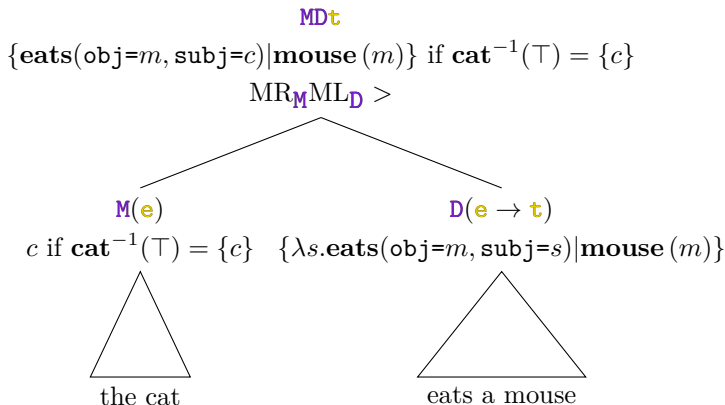 MDt
{eats(obj=m, subj=c)|mouse (m)} if cat⁻¹(⊤) = {c}
MR_M ML_D >
M(e) D(e → t)
c if cat⁻¹(⊤) = {c} {λs.eats(obj=m, subj=s)|mouse (m)}
the cat eats a mouse